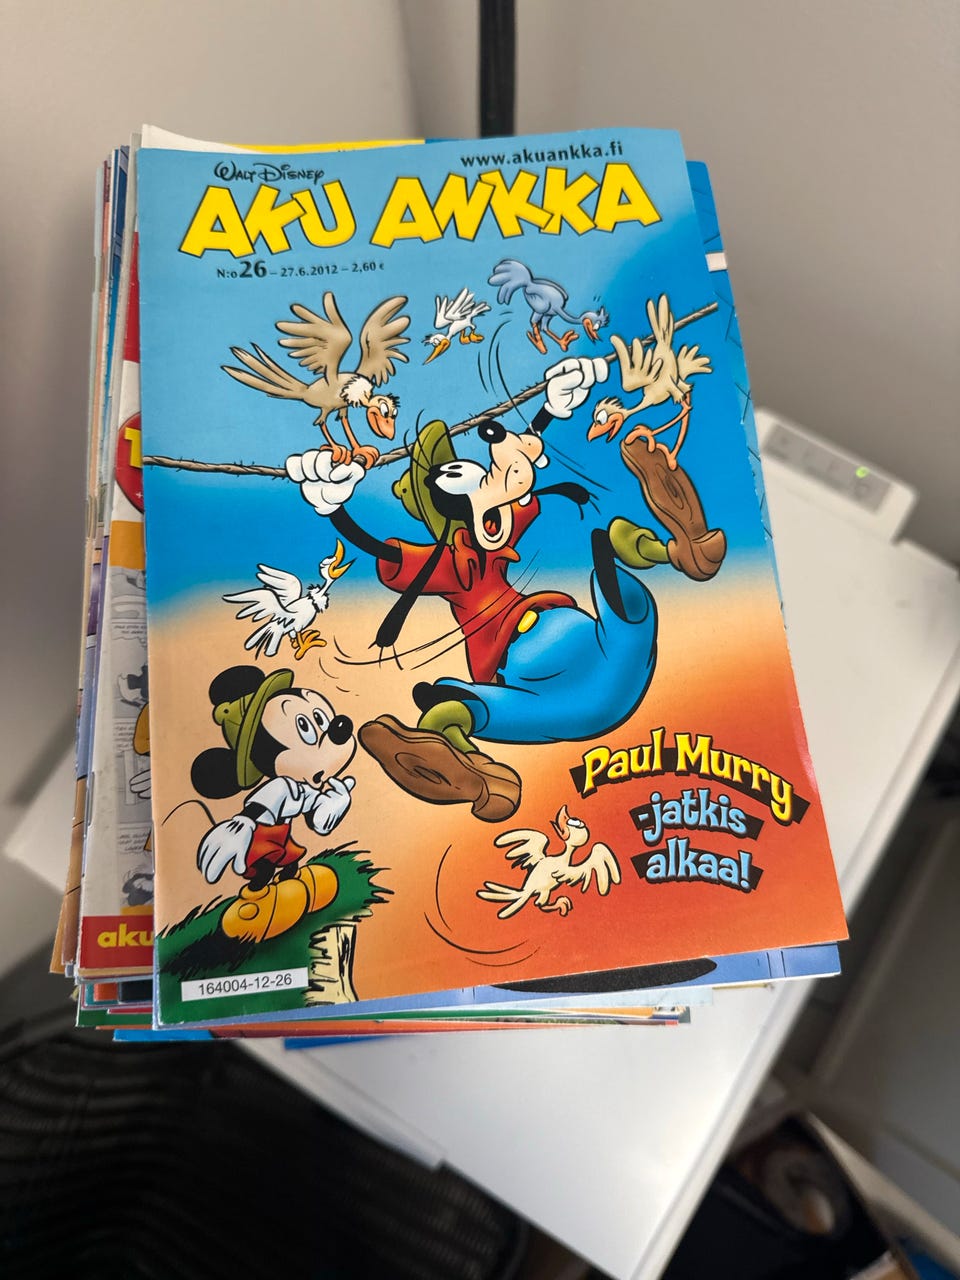 www.akuankka.fi
WALT DISNEY
AKU ANKKA
N:o 26 – 27.6.2012 – 2,60 €
Paul Murry
-jatkis
alkaa!
aku
164004-12-26